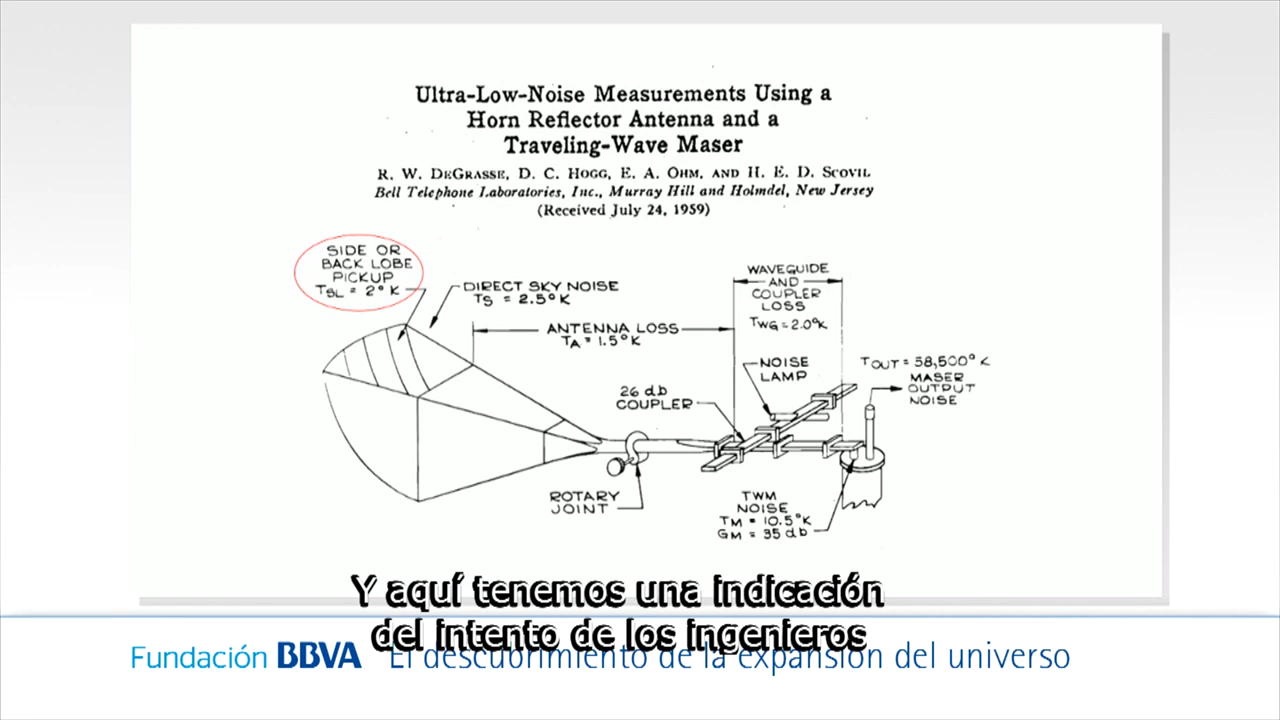 Ultra-Low-Noise Measurements Using a
Horn Reflector Antenna and a
Traveling-Wave Maser
R. W. DeGrasse, D. C. Hogg, E. A. Ohm, and H. E. D. Scovil
Bell Telephone Laboratories, Inc., Murray Hill and Holmdel, New Jersey
(Received July 24, 1959)
SIDE OR
BACK LOBE
PICKUP
TSL = 2°K
DIRECT SKY NOISE
TS = 2.5°K
ANTENNA LOSS
TA = 1.5°K
WAVEGUIDE
AND
COUPLER
LOSS
TWG = 2.0°K
NOISE
LAMP
26 db
COUPLER
TOUT = 58,500°K
MASER
OUTPUT
NOISE
ROTARY
JOINT
TWM
NOISE
TM = 10.5°K
GM = 35 db
Y aquí tenemos una indicación
del intento de los ingenieros
Fundación BBVA El descubrimiento de la expansión del universo